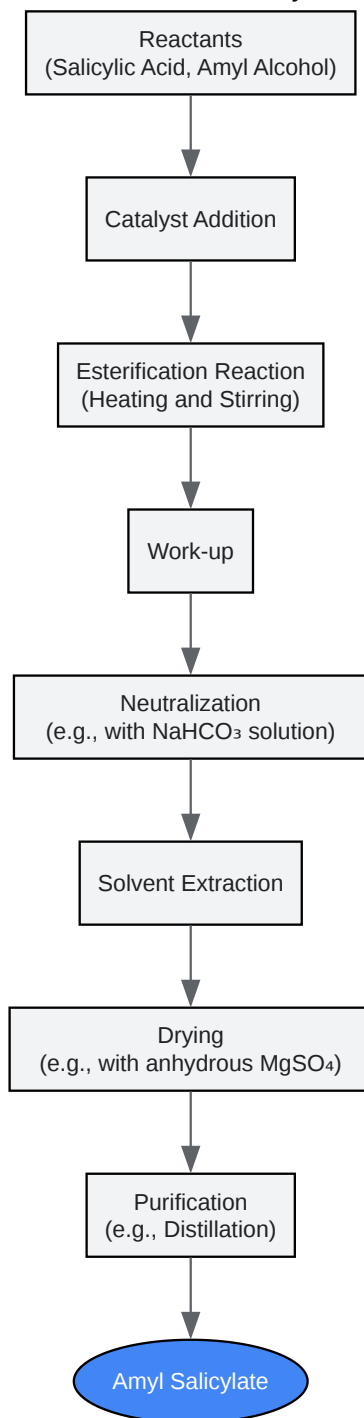 Reactants
(Salicylic Acid, Amyl Alcohol)
Catalyst Addition
Esterification Reaction
(Heating and Stirring)
Work-up
Neutralization
(e.g., with NaHCO₃ solution)
Solvent Extraction
Drying
(e.g., with anhydrous MgSO₄)
Purification
(e.g., Distillation)
Amyl Salicylate